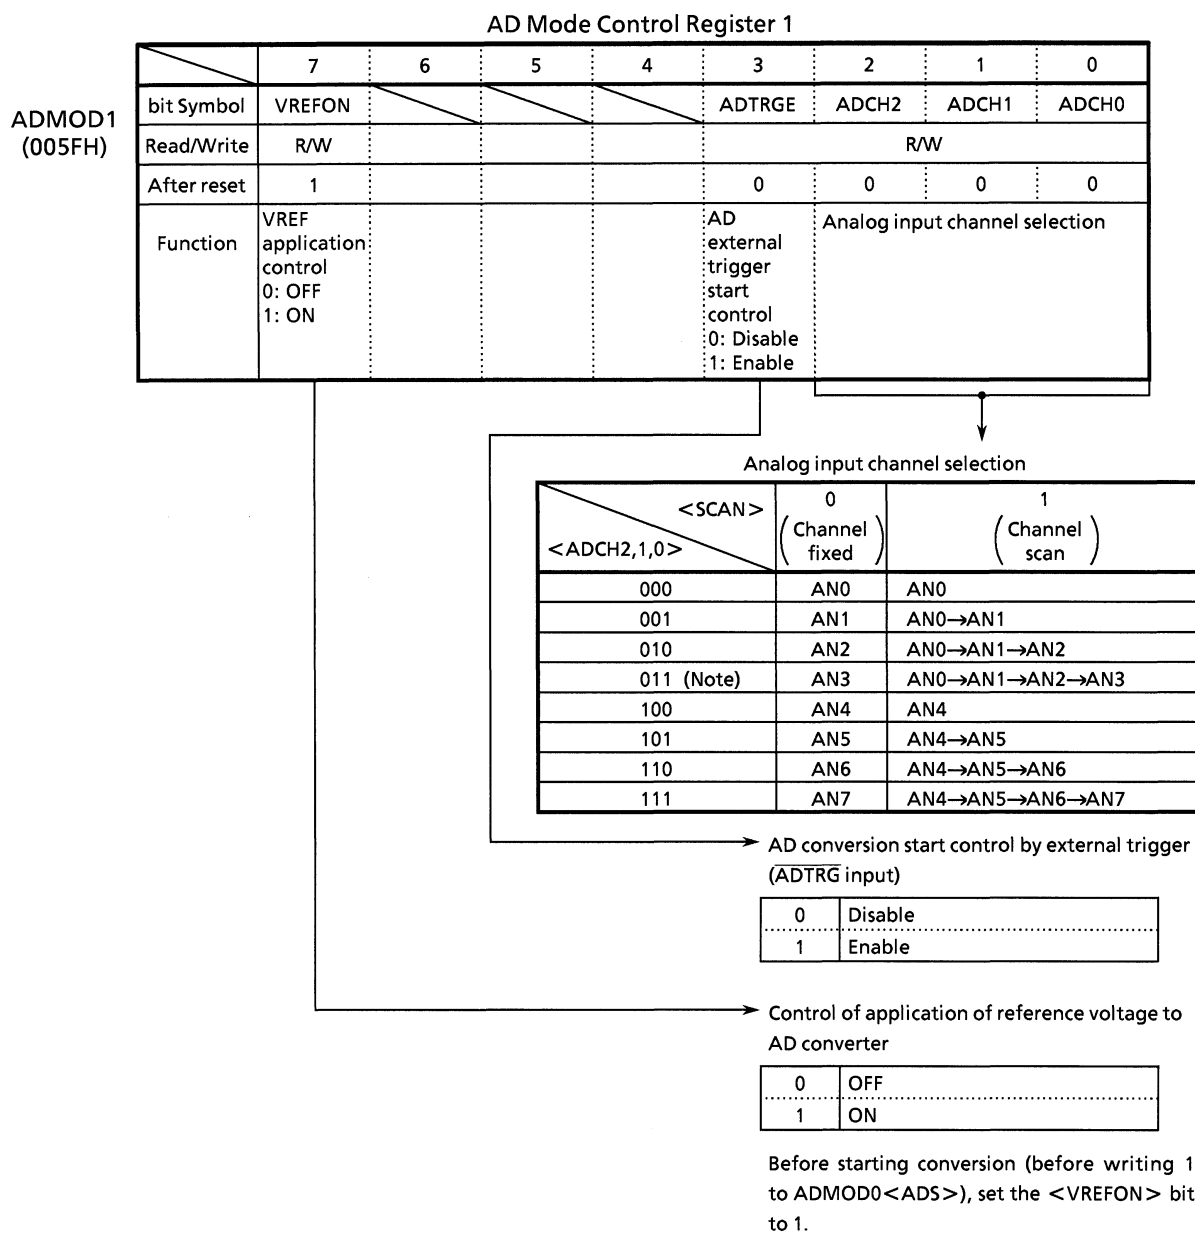 AD Mode Control Register 1
7 6 5 4 3 2 1 0
ADMOD1
(005FH)
bit Symbol VREFON ADTRGE ADCH2 ADCH1 ADCH0
Read/Write R/W R/W
After reset 1 0 0 0 0
Function
VREF
application
control
0: OFF
1: ON
AD
external
trigger
start
control
0: Disable
1: Enable
Analog input channel selection
Analog input channel selection
<SCAN>
<ADCH2,1,0>
0
(Channel
fixed)
1
(Channel
scan)
000 AN0 AN0
001 AN1 AN0→AN1
010 AN2 AN0→AN1→AN2
011 (Note) AN3 AN0→AN1→AN2→AN3
100 AN4 AN4
101 AN5 AN4→AN5
110 AN6 AN4→AN5→AN6
111 AN7 AN4→AN5→AN6→AN7
AD conversion start control by external trigger
(A̅D̅T̅R̅G̅ input)
0 Disable
1 Enable
Control of application of reference voltage to
AD converter
0 OFF
1 ON
Before starting conversion (before writing 1
to ADMOD0<ADS>), set the <VREFON> bit
to 1.